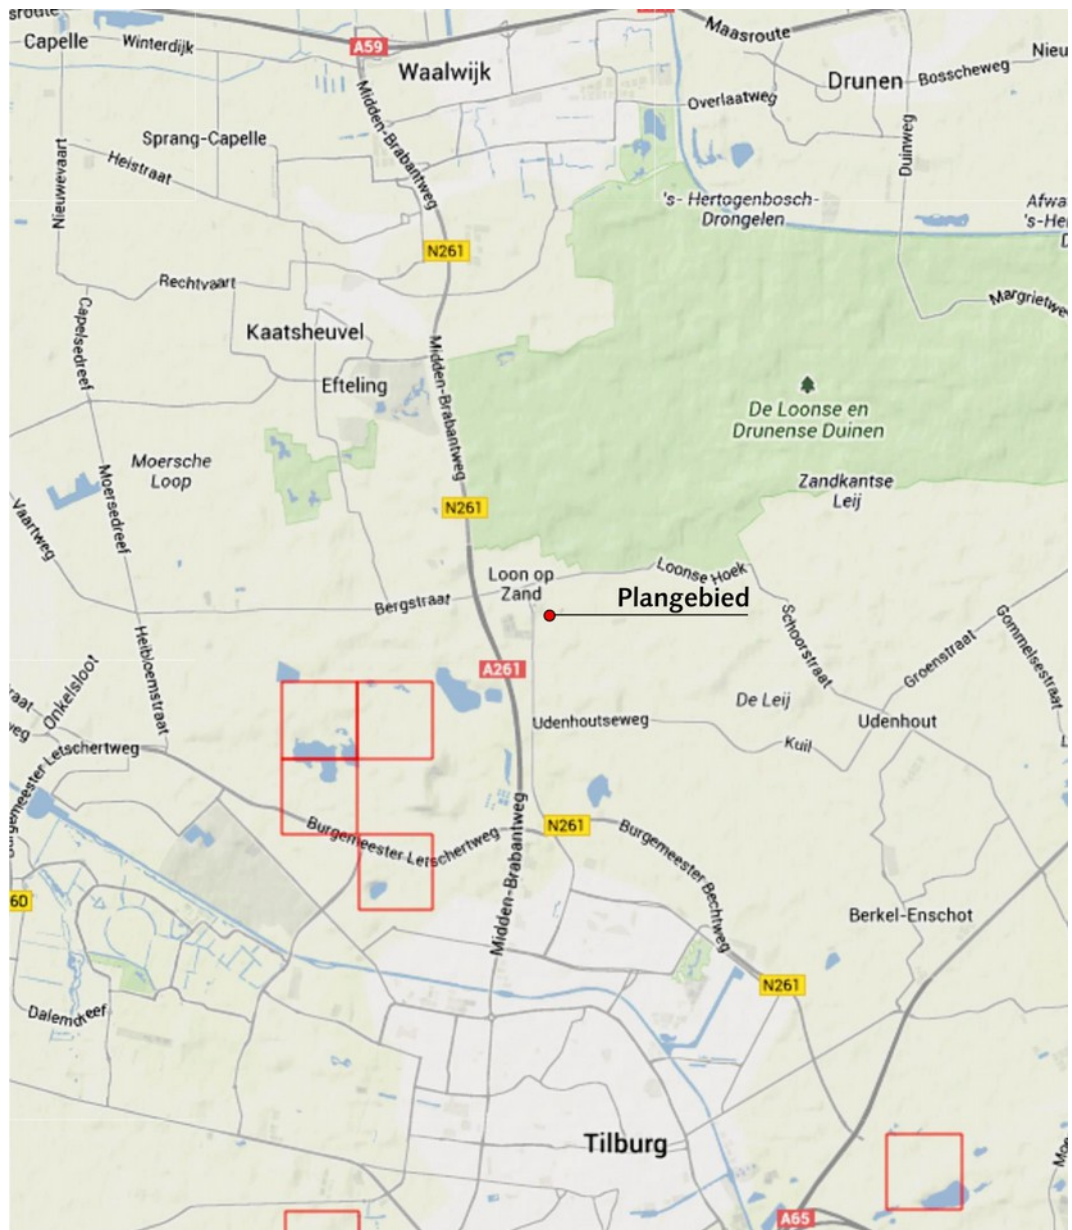 Capelle
Winterdijk
A59
Waalwijk
Maasroute
Drunen
Bosscheweg
Overlaatweg
Midden-Brabantweg
Sprang-Capelle
Heistraat
Nieuwevaart
Duinweg
's- Hertogenbosch-
Drongelen
N261
Rechtvaart
Margrietwe
Kaatsheuvel
Capelsedreef
Midden-Brabantweg
Efteling
De Loonse en
Drunense Duinen
Moersche
Loop
Moersedreef
Zandkantse
Leij
N261
Vaartweg
Loon op
Zand
Loonse Hoek
Bergstraat
Plangebied
Schoorstraat
Groenstraat
Gommelsestraat
Heibloemstraat
Onkelsloot
A261
De Leij
Udenhoutseweg
Udenhout
Kuil
Burgemeester Letschertweg
Burgemeester Letschertweg
N261
Burgemeester Bechtweg
Midden-Brabantweg
60
Berkel-Enschot
N261
Dalemdreef
Tilburg
A65